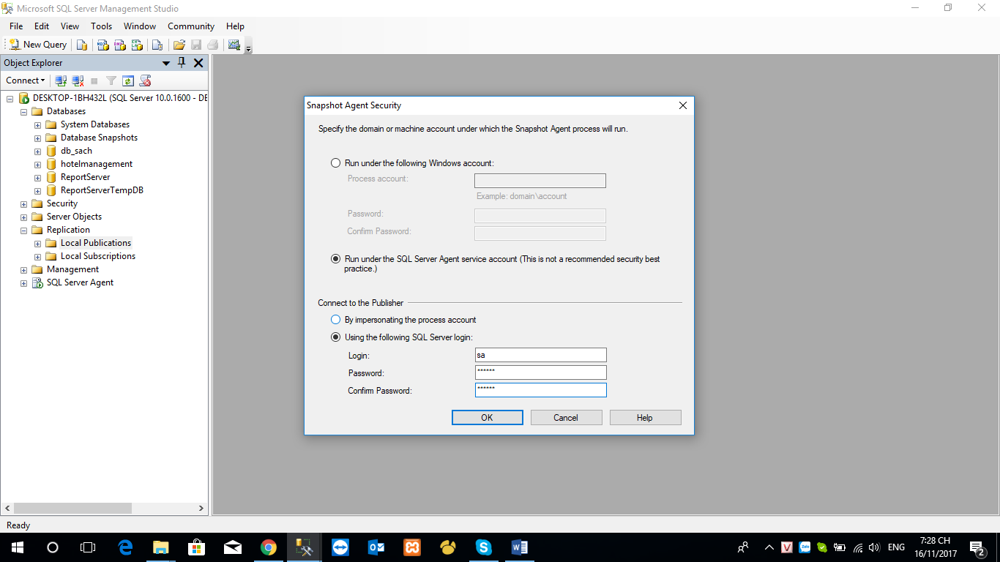 Microsoft SQL Server Management Studio
File Edit View Tools Window Community Help
New Query
Object Explorer
Connect
DESKTOP-1BH432L (SQL Server 10.0.1600 - DE
Databases
System Databases
Database Snapshots
db_sach
hotelmanagement
ReportServer
ReportServerTempDB
Security
Server Objects
Replication
Local Publications
Local Subscriptions
Management
SQL Server Agent
Snapshot Agent Security
Specify the domain or machine account under which the Snapshot Agent process will run.
Run under the following Windows account:
Process account:
Example: domain\account
Password:
Confirm Password:
Run under the SQL Server Agent service account (This is not a recommended security best
practice.)
Connect to the Publisher
By impersonating the process account
Using the following SQL Server login:
Login: sa
Password: ******
Confirm Password: ******
OK Cancel Help
Ready
ENG
7:28 CH
16/11/2017
2